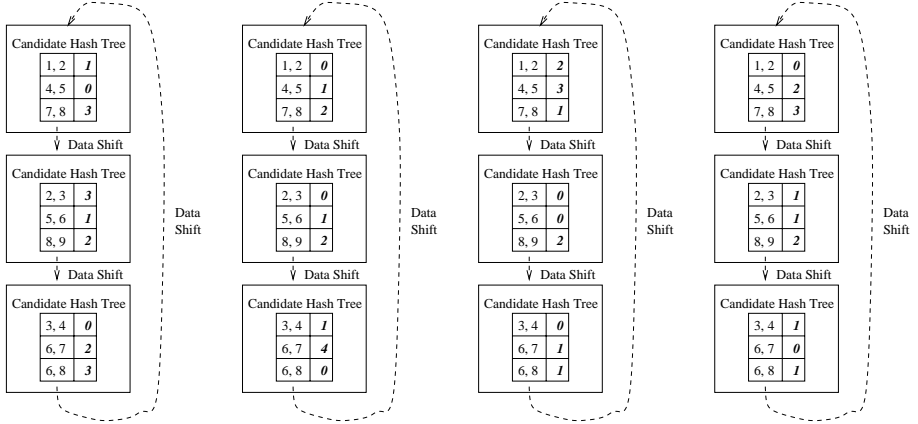 Candidate Hash Tree Candidate Hash Tree Candidate Hash Tree Candidate Hash Tree
1, 2 1 1, 2 0 1, 2 2 1, 2 0
4, 5 0 4, 5 1 4, 5 3 4, 5 2
7, 8 3 7, 8 2 7, 8 1 7, 8 3
Data Shift Data Shift Data Shift Data Shift
Candidate Hash Tree Candidate Hash Tree Candidate Hash Tree Candidate Hash Tree
2, 3 3 2, 3 0 2, 3 0 2, 3 1
5, 6 1 5, 6 1 5, 6 0 5, 6 1
8, 9 2 8, 9 2 8, 9 2 8, 9 2
Data Data Data Data
Shift Shift Shift Shift
Data Shift Data Shift Data Shift Data Shift
Candidate Hash Tree Candidate Hash Tree Candidate Hash Tree Candidate Hash Tree
3, 4 0 3, 4 1 3, 4 0 3, 4 1
6, 7 2 6, 7 4 6, 7 1 6, 7 0
6, 8 3 6, 8 0 6, 8 1 6, 8 1